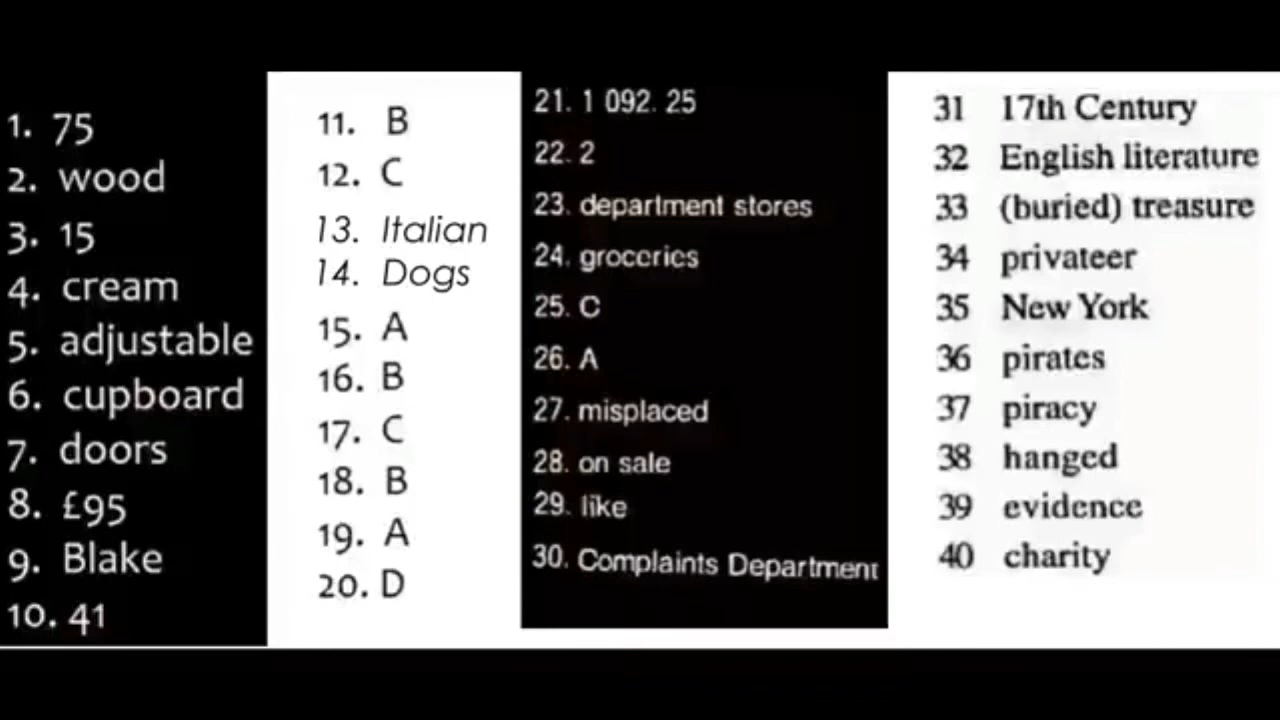 1. 75
2. wood
3. 15
4. cream
5. adjustable
6. cupboard
7. doors
8. £95
9. Blake
10. 41
11. B
12. C
13. Italian
14. Dogs
15. A
16. B
17. C
18. B
19. A
20. D
21. 1 092. 25
22. 2
23. department stores
24. groceries
25. C
26. A
27. misplaced
28. on sale
29. like
30. Complaints Department
31 17th Century
32 English literature
33 (buried) treasure
34 privateer
35 New York
36 pirates
37 piracy
38 hanged
39 evidence
40 charity